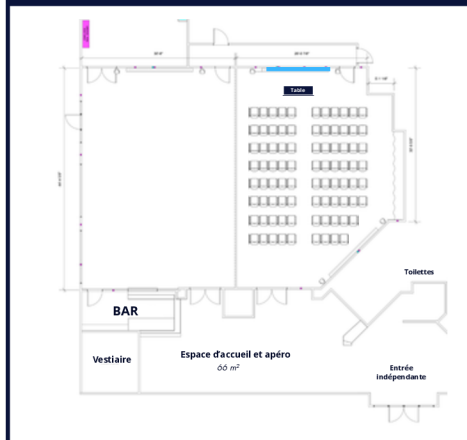 Table
Toilettes
BAR
Vestiaire
Espace d'accueil et apéro
66 m²
Entrée
indépendante